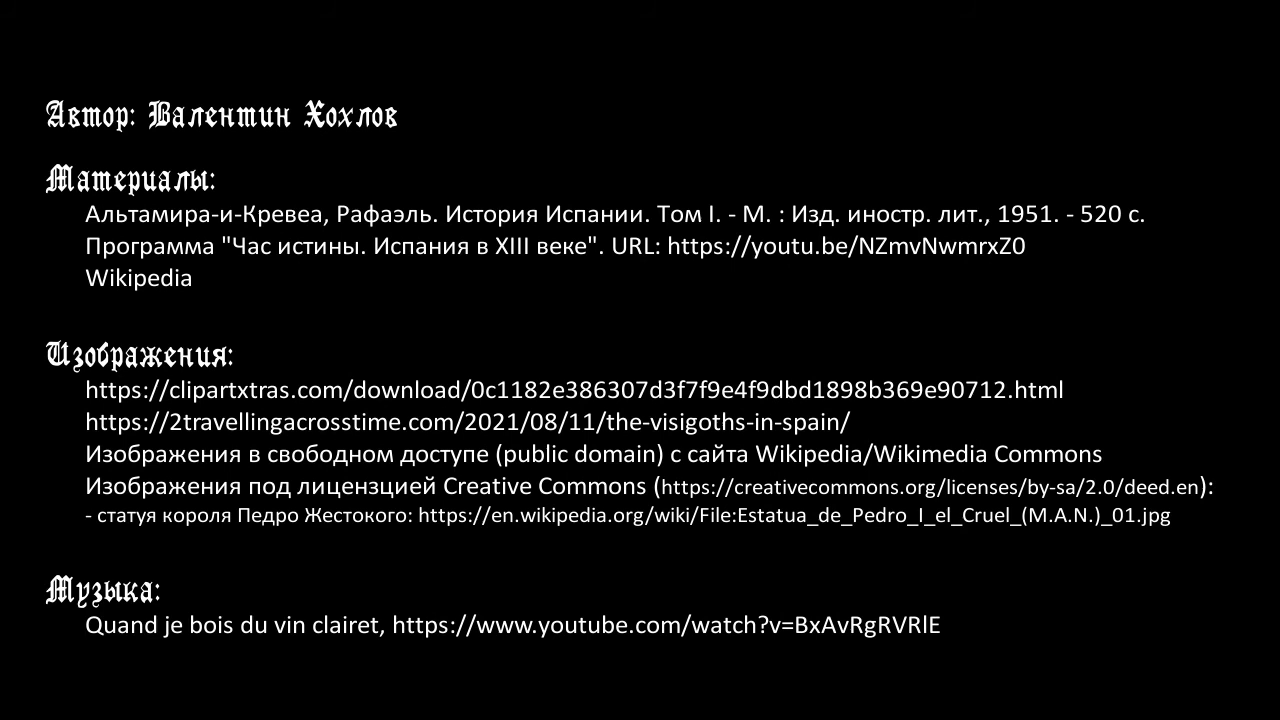 Автор: Валентин Хохлов
Материалы:
Альтамира-и-Кревеа, Рафаэль. История Испании. Том I. - М. : Изд. иностр. лит., 1951. - 520 с.
Программа "Час истины. Испания в XIII веке". URL: https://youtu.be/NZmvNwmrxZ0
Wikipedia
Изображения:
https://clipartxtras.com/download/0c1182e386307d3f7f9e4f9dbd1898b369e90712.html
https://2travellingacrosstime.com/2021/08/11/the-visigoths-in-spain/
Изображения в свободном доступе (public domain) с сайта Wikipedia/Wikimedia Commons
Изображения под лицензцией Creative Commons (https://creativecommons.org/licenses/by-sa/2.0/deed.en):
- статуя короля Педро Жестокого: https://en.wikipedia.org/wiki/File:Estatua_de_Pedro_I_el_Cruel_(M.A.N.)_01.jpg
Музыка:
Quand je bois du vin clairet, https://www.youtube.com/watch?v=BxAvRgRVRlE